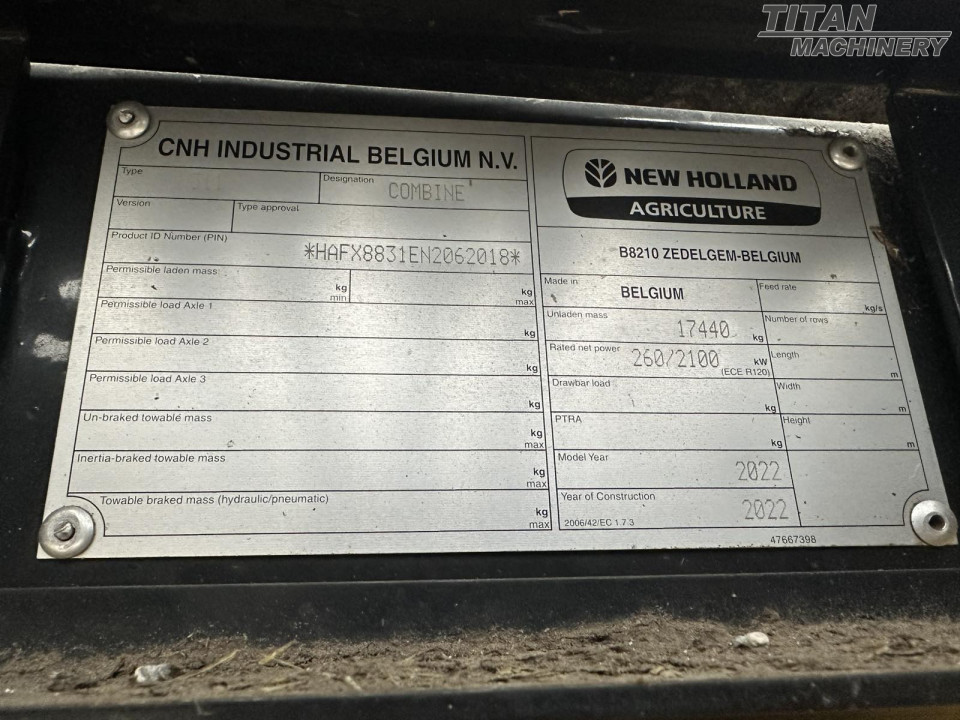 TITAN
MACHINERY
CNH INDUSTRIAL BELGIUM N.V.
Type
Designation COMBINE
Version
Type approval
Product ID Number (PIN)
*HAFX8831EN2062018*
Permissible laden mass
kg min
kg max
Permissible load Axle 1
kg
Permissible load Axle 2
kg
Permissible load Axle 3
kg
Un-braked towable mass
kg max
Inertia-braked towable mass
kg max
Towable braked mass (hydraulic/pneumatic)
kg max
NEW HOLLAND
AGRICULTURE
B8210 ZEDELGEM-BELGIUM
Made in BELGIUM
Feed rate
kg/s
Unladen mass 17440 kg
Number of rows
Rated net power 260/2100 kW
(ECE R120)
Length
m
Drawbar load
kg
Width
m
PTRA
kg
Height
m
Model Year 2022
Year of Construction 2022
2006/42/EC 1.7.3
47667398